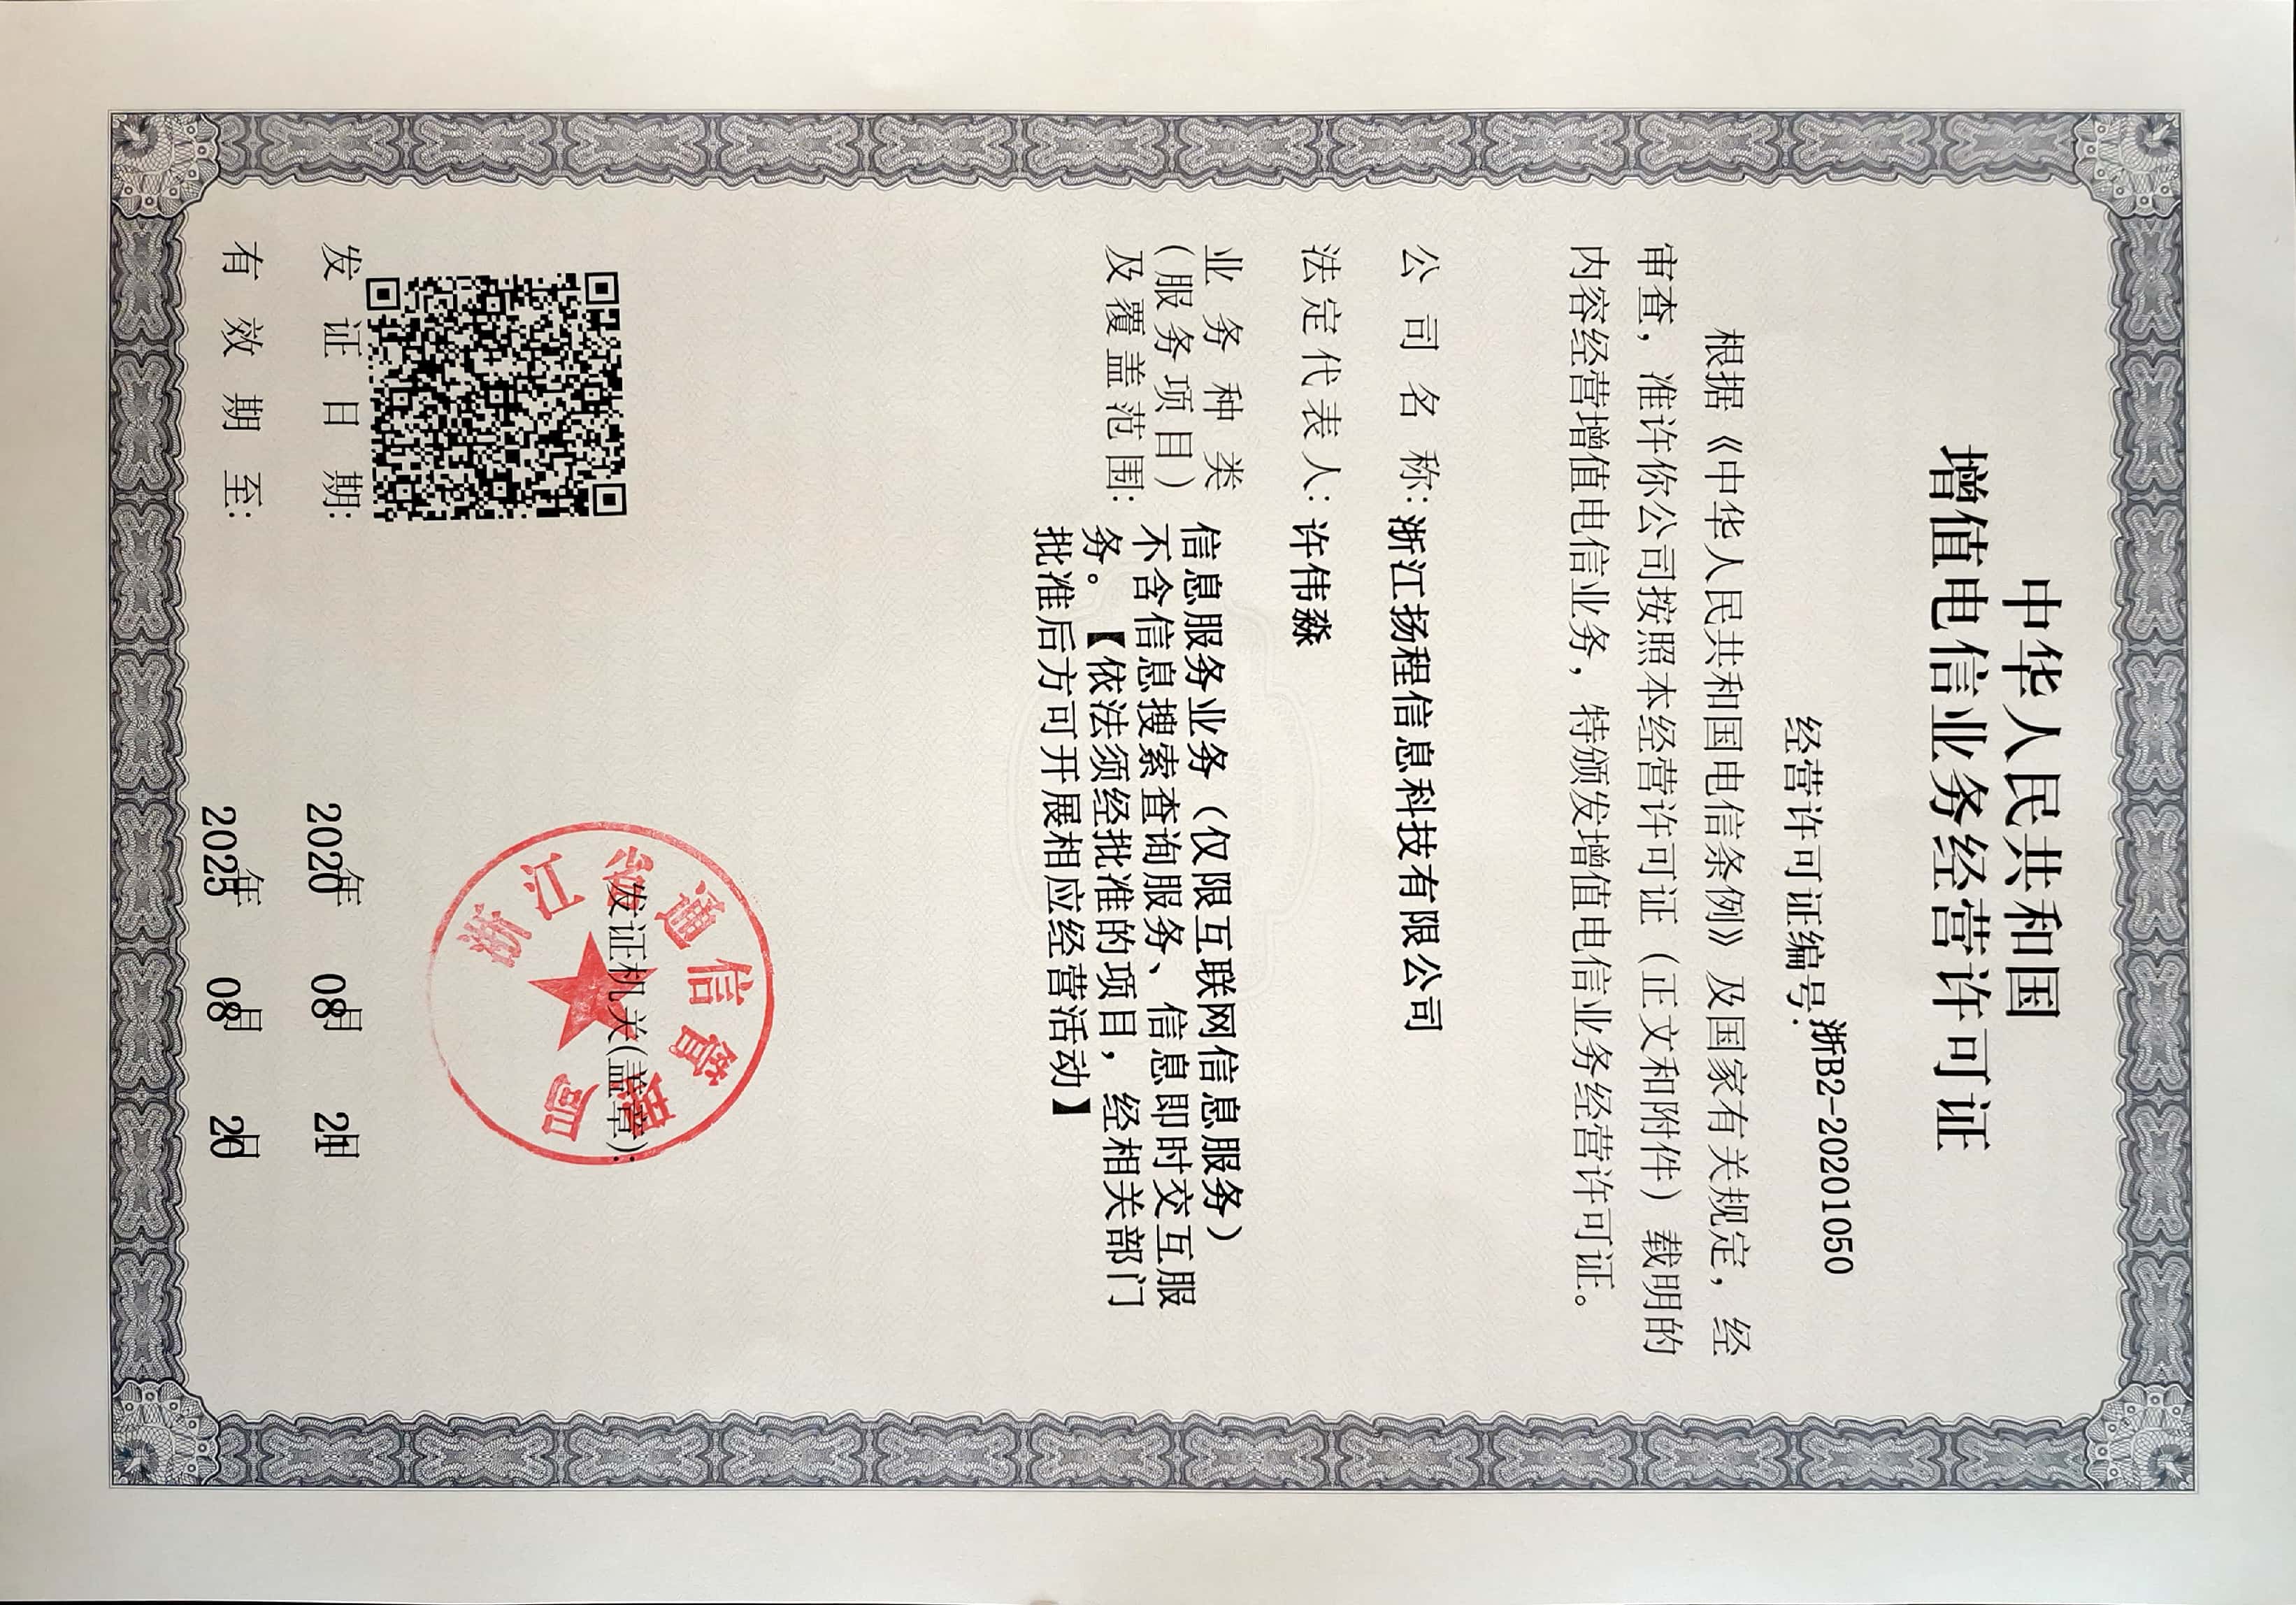 中华人民共和国
增值电信业务经营许可证
经营许可证编号: 浙B2-20201050
根据《中华人民共和国电信条例》及国家有关规定，经
审查，准许你公司按照本经营许可证（正文和附件）载明的
内容经营增值电信业务，特颁发增值电信业务经营许可证。
公司名称: 浙江扬程信息科技有限公司
法定代表人: 许伟淼
业务种类
（服务项目）
及覆盖范围:
信息服务业务（仅限互联网信息服务）
不含信息搜索查询服务、信息即时交互服
务。【依法须经批准的项目，经相关部门
批准后方可开展相应经营活动】
发证机关(盖章):
浙江省通信管理局
发证日期: 2020年 08月 21日
有效期至: 2025年 08月 20日